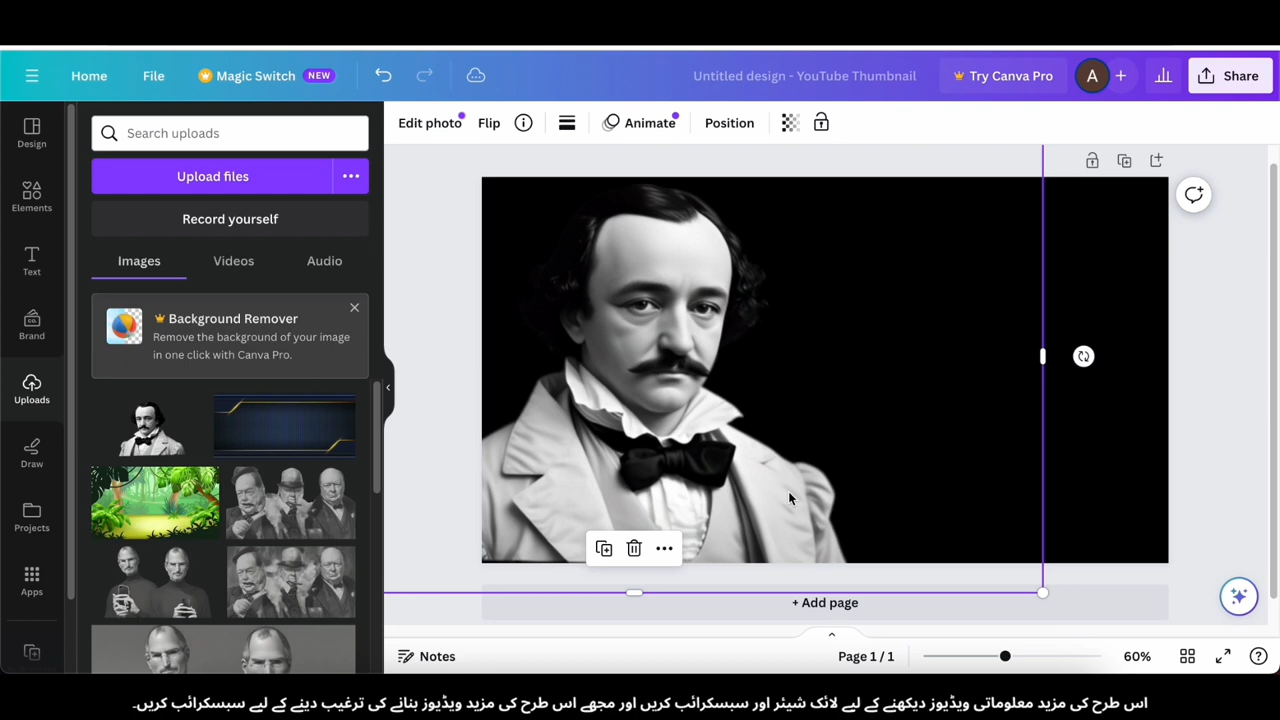 Home
File
Magic Switch NEW
Untitled design - YouTube Thumbnail
Try Canva Pro
A
Share
Design
Elements
Text
Brand
Uploads
Draw
Projects
Apps
Search uploads
Upload files
Record yourself
Images
Videos
Audio
Background Remover
Remove the background of your image
in one click with Canva Pro.
Edit photo
Flip
Animate
Position
+ Add page
Notes
Page 1 / 1
60%
اس طرح کی مزید معلوماتی ویڈیوز دیکھنے کے لیے لائک شیئر اور سبسکرائب کریں اور مجھے اس طرح کی مزید ویڈیوز بنانے کی ترغیب دینے کے لیے سبسکرائب کریں۔